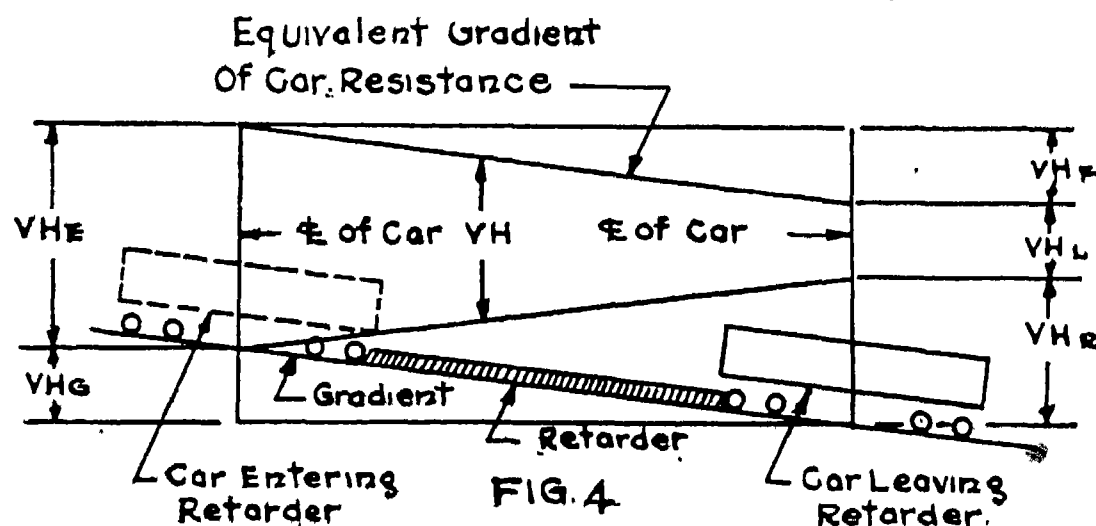 Equivalent Gradient
Of Car. Resistance
VHE
VHF
℄ of Car VH ℄ of Car
VHL
VHR
VHG
Gradient
Retarder
Car Entering
Retarder
FIG. 4
Car Leaving
Retarder.